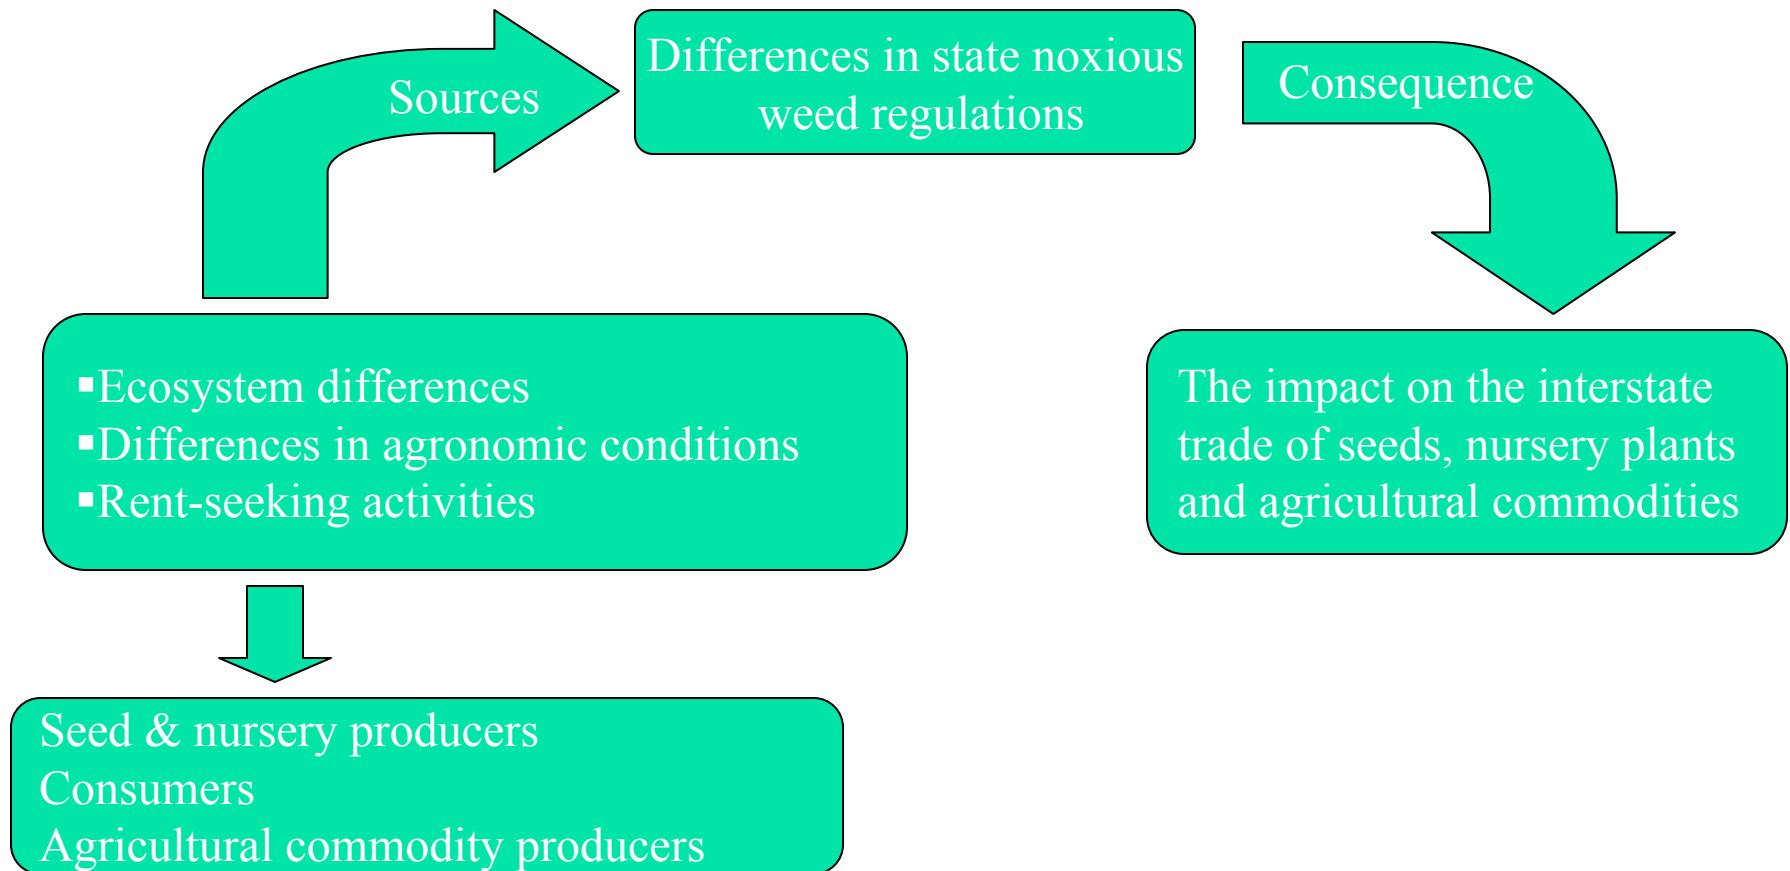 Sources
Differences in state noxious
weed regulations
Consequence
▪Ecosystem differences
▪Differences in agronomic conditions
▪Rent-seeking activities
The impact on the interstate
trade of seeds, nursery plants
and agricultural commodities
Seed & nursery producers
Consumers
Agricultural commodity producers